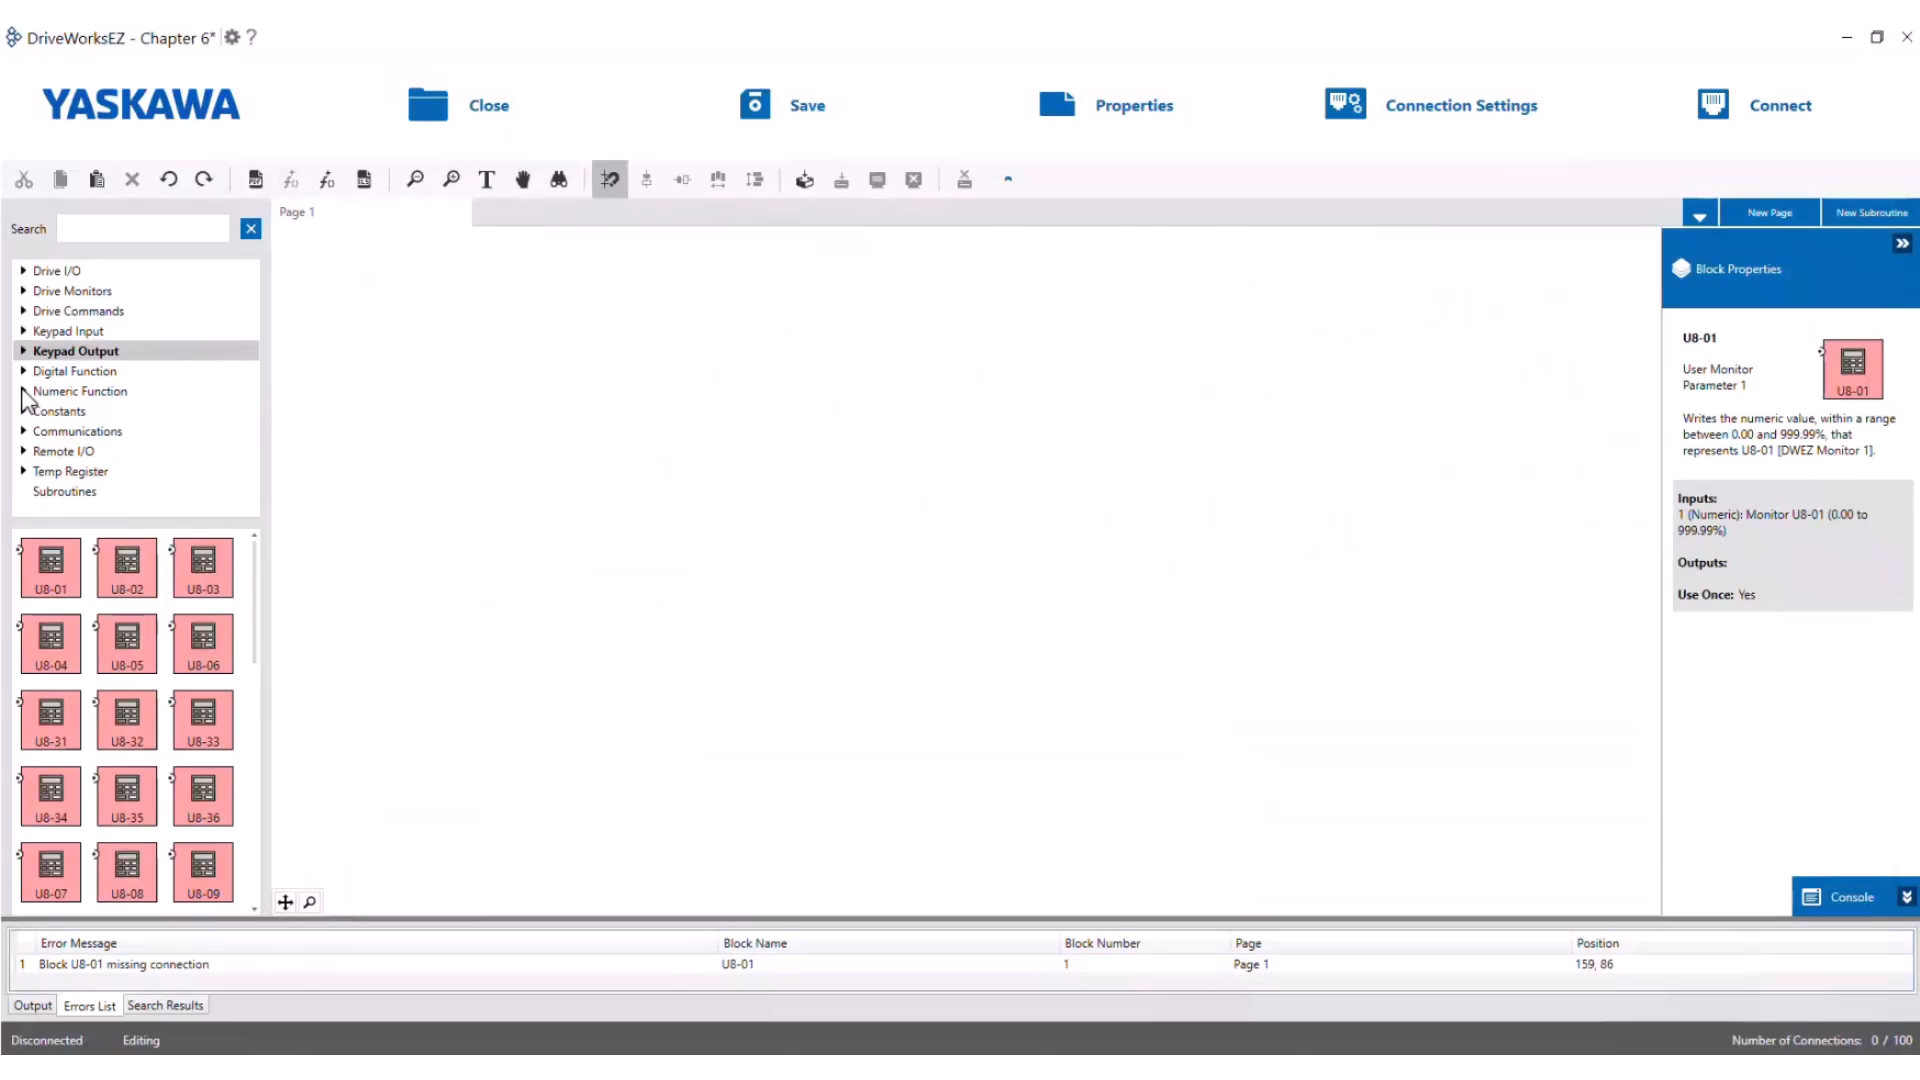 DriveWorksEZ - Chapter 6* ?
YASKAWA
Close
Save
Properties
Connection Settings
Connect
Search
Page 1
New Page
New Subroutine
Drive I/O
Drive Monitors
Drive Commands
Keypad Input
Keypad Output
Digital Function
Numeric Function
Constants
Communications
Remote I/O
Temp Register
Subroutines
U8-01 U8-02 U8-03
U8-04 U8-05 U8-06
U8-31 U8-32 U8-33
U8-34 U8-35 U8-36
U8-07 U8-08 U8-09
Block Properties
U8-01
User Monitor
Parameter 1
U8-01
Writes the numeric value, within a range
between 0.00 and 999.99%, that
represents U8-01 [DWEZ Monitor 1].
Inputs:
1 (Numeric): Monitor U8-01 (0.00 to
999.99%)
Outputs:
Use Once: Yes
Console
Error Message Block Name Block Number Page Position
1 Block U8-01 missing connection U8-01 1 Page 1 159, 86
Output Errors List Search Results
Disconnected Editing Number of Connections: 0 / 100